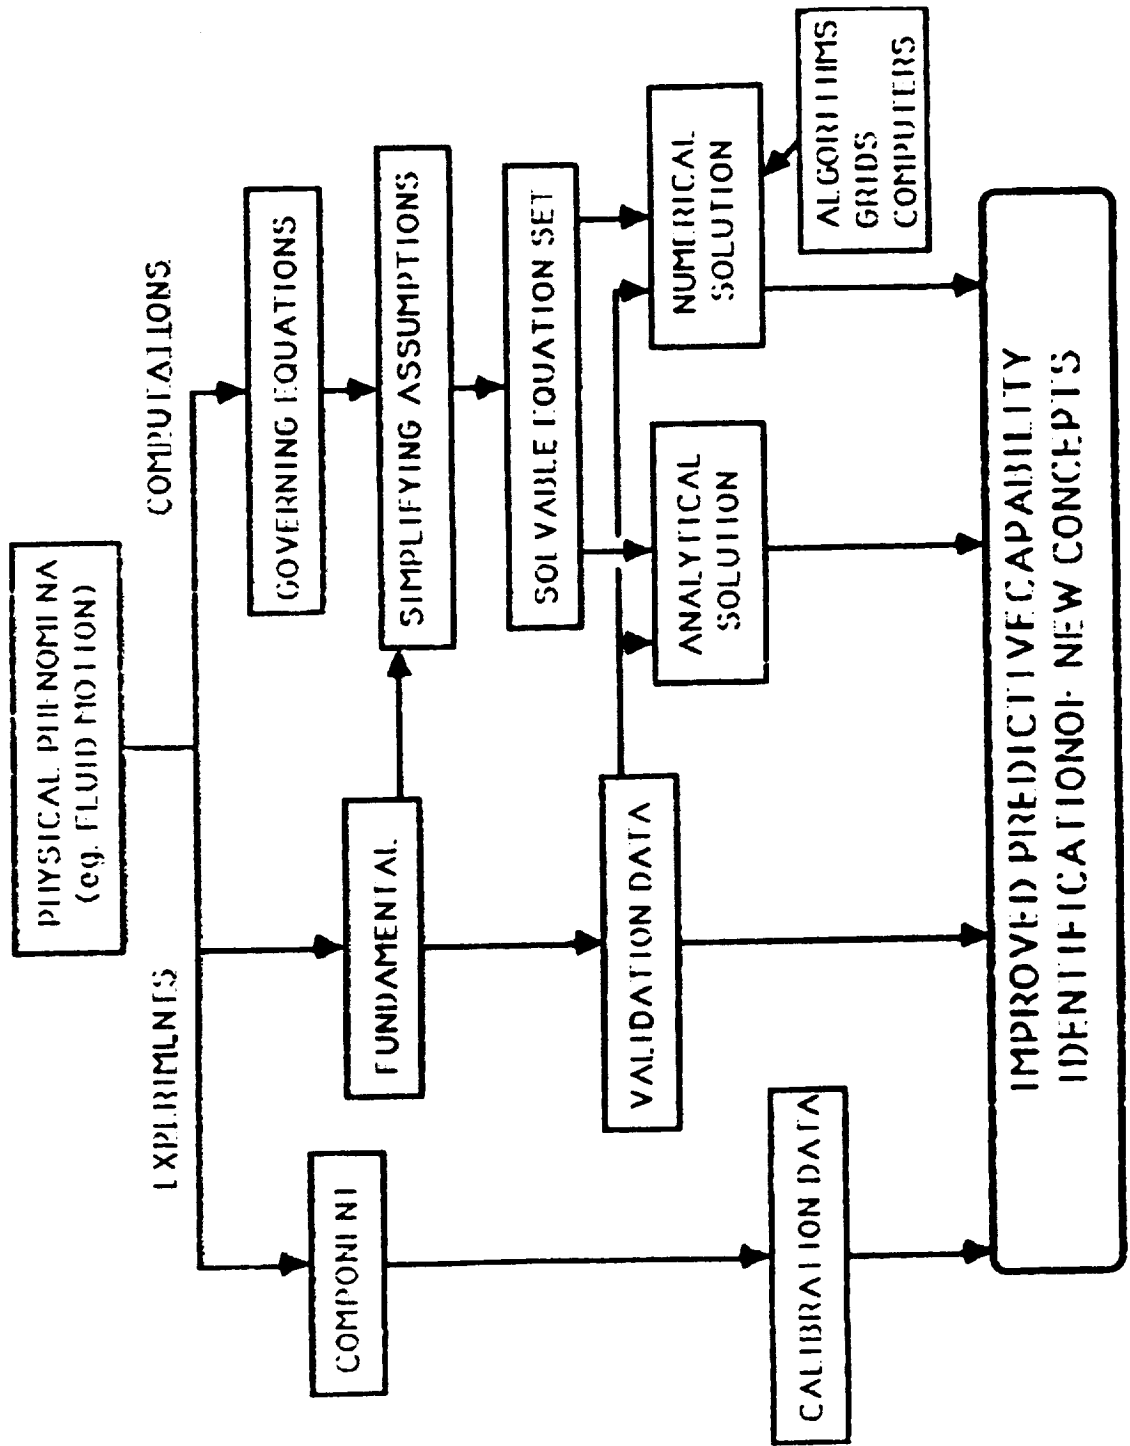 PHYSICAL PHENOMINA
(eg. FLUID MOTION)
EXPERIMENTS
COMPUTATIONS
COMPONENT
FUNDAMENTAL
GOVERNING EQUATIONS
SIMPLIFYING ASSUMPTIONS
SOLVABLE EQUATION SET
VALIDATION DATA
ANALYTICAL
SOLUTION
NUMERICAL
SOLUTION
CALIBRATION DATA
ALGORITHMS
GRIDS
COMPUTERS
IMPROVED PREDICTIVE CAPABILITY
IDENTIFICATION OF NEW CONCEPTS